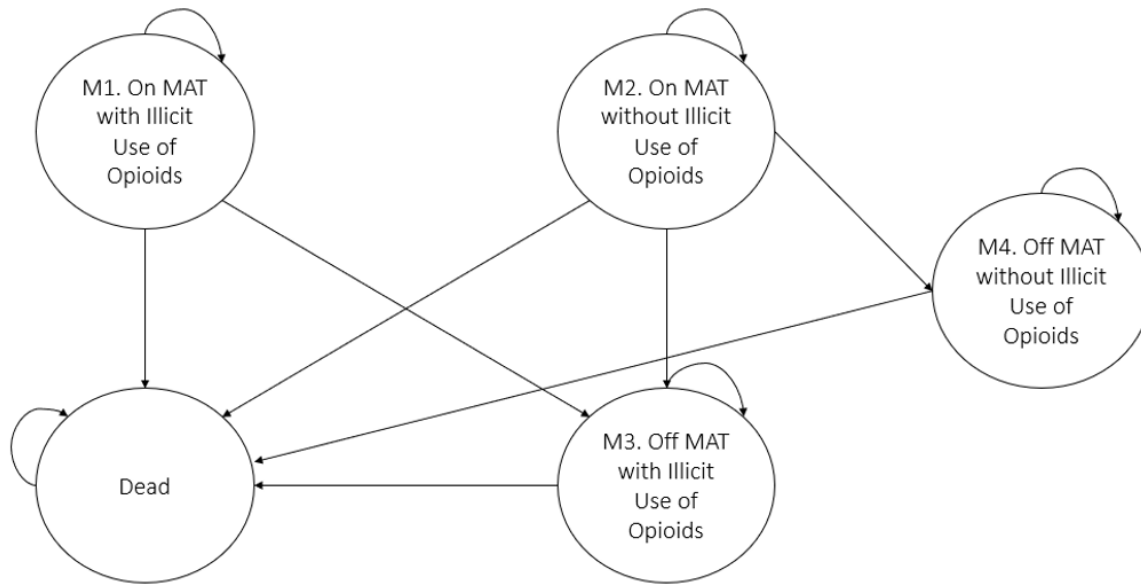 M1. On MAT
with Illicit
Use of
Opioids
M2. On MAT
without Illicit
Use of
Opioids
M4. Off MAT
without Illicit
Use of
Opioids
Dead
M3. Off MAT
with Illicit
Use of
Opioids